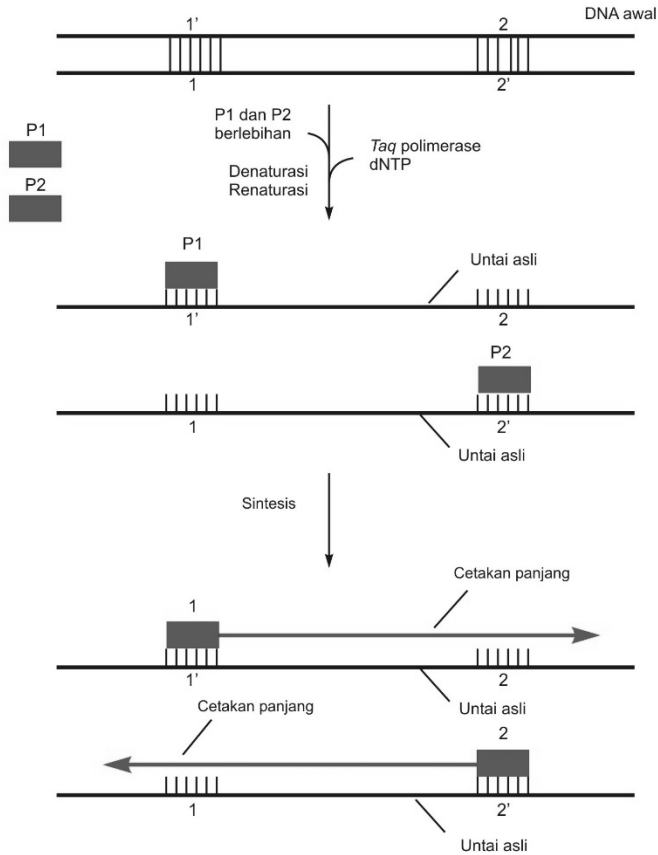 DNA awal
1’
2
1
2’
P1 dan P2
berlebihan
Taq polimerase
dNTP
Denaturasi
Renaturasi
P1
P2
P1
Untai asli
1’
2
P2
1
2’
Untai asli
Sintesis
Cetakan panjang
1
1’
2
Untai asli
Cetakan panjang
2
1
2’
Untai asli